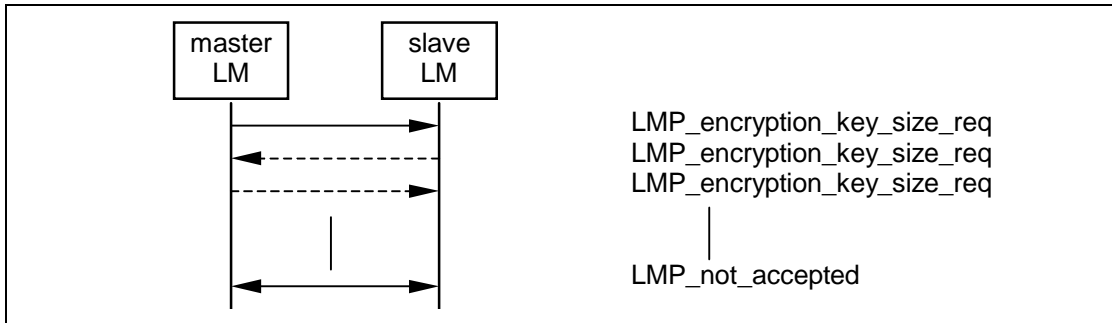 master
LM
slave
LM
LMP_encryption_key_size_req
LMP_encryption_key_size_req
LMP_encryption_key_size_req
LMP_not_accepted